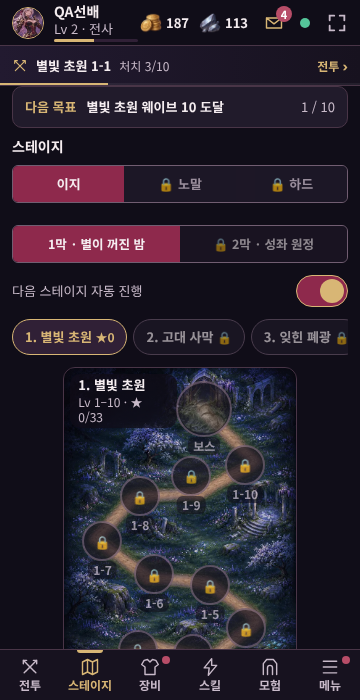 QA선배
Lv 2 · 전사
187
113
4
별빛 초원 1-1 처치 3/10
전투 ›
다음 목표 별빛 초원 웨이브 10 도달 1 / 10
스테이지
이지
노말
하드
1막 · 별이 꺼진 밤
2막 · 성좌 원정
다음 스테이지 자동 진행
1. 별빛 초원 ★0
2. 고대 사막
3. 잊힌 폐광
1. 별빛 초원
Lv 1–10 · ★
0/33
보스
1-10
1-9
1-8
1-7
1-6
1-5
전투
스테이지
장비
스킬
모험
메뉴